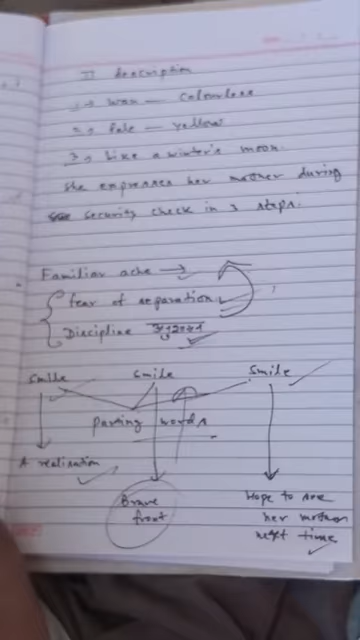 II description
1→ wan — colourless
2→ Pale — yellow
3→ Like a winter's moon.
She expresses her mother during
security check in 3 steps.
Familiar ache →
fear of separation
Discipline
Smile Smile Smile
parting words
A realisation
Brave Hope to see
front her mother
next time